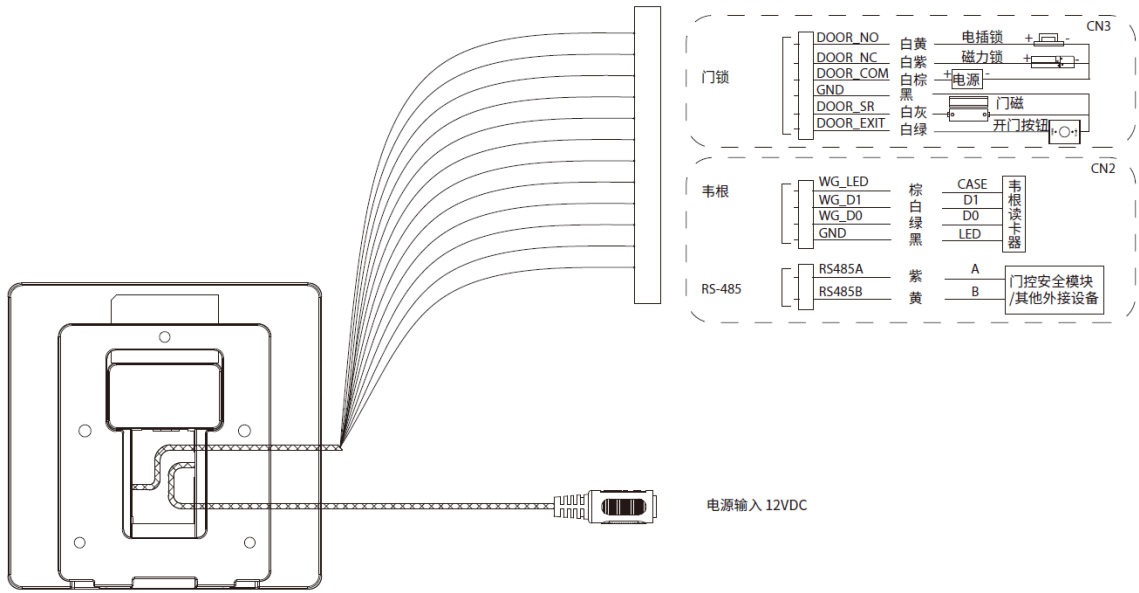 CN3
门锁
DOOR_NO 白黄 电插锁 + -
DOOR_NC 白紫 磁力锁 + -
DOOR_COM 白棕 + 电源 -
GND 黑
DOOR_SR 白灰 门磁
DOOR_EXIT 白绿 开门按钮
CN2
韦根
WG_LED 棕 CASE
WG_D1 白 D1
WG_D0 绿 D0
GND 黑 LED
韦根读卡器
RS-485
RS485A 紫 A
RS485B 黄 B
门控安全模块
/其他外接设备
电源输入 12VDC